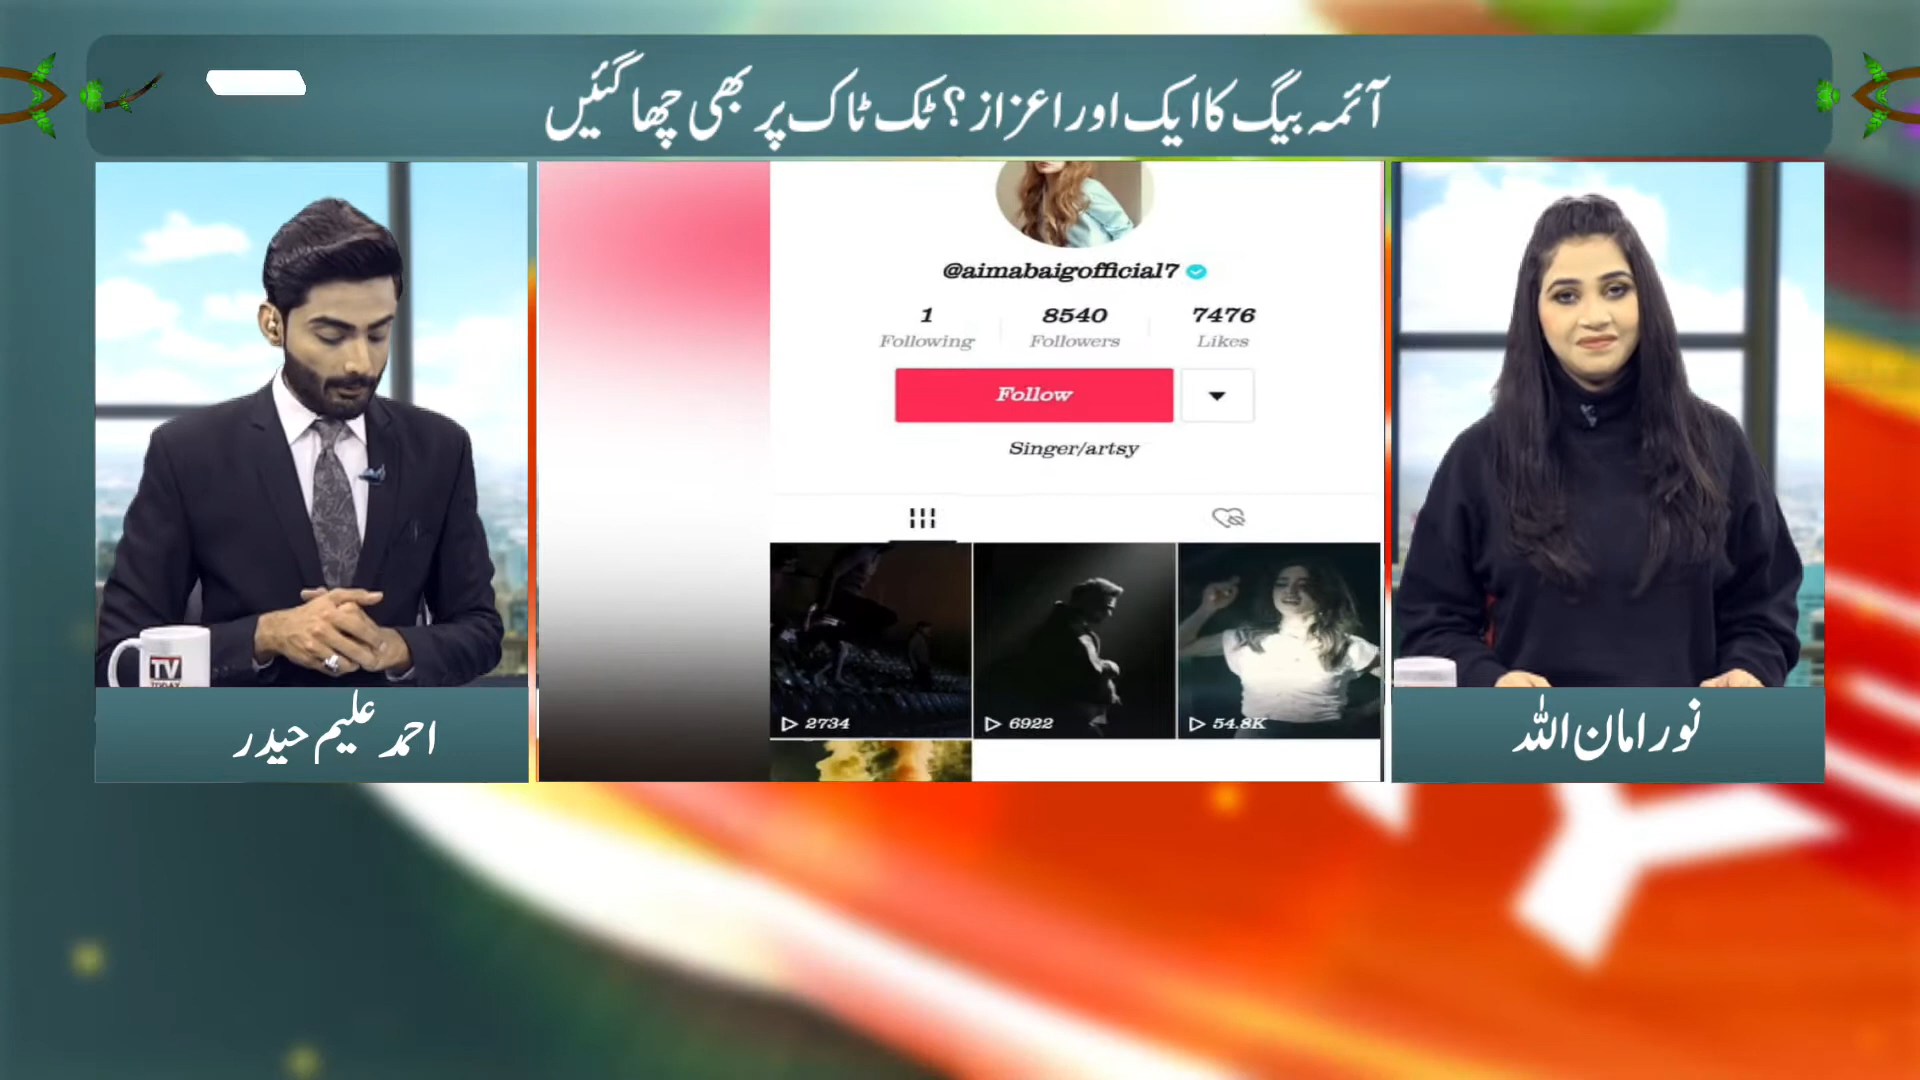 آئمہ بیگ کا ایک اور اعزاز؟ ٹک ٹاک پر بھی چھا گئیں
@aimabaigofficial7
1 8540 7476
Following Followers Likes
Follow
Singer/artsy
2734 6922 54.8K
TV
TODAY
احمد علیم حیدر
نور امان اللہ